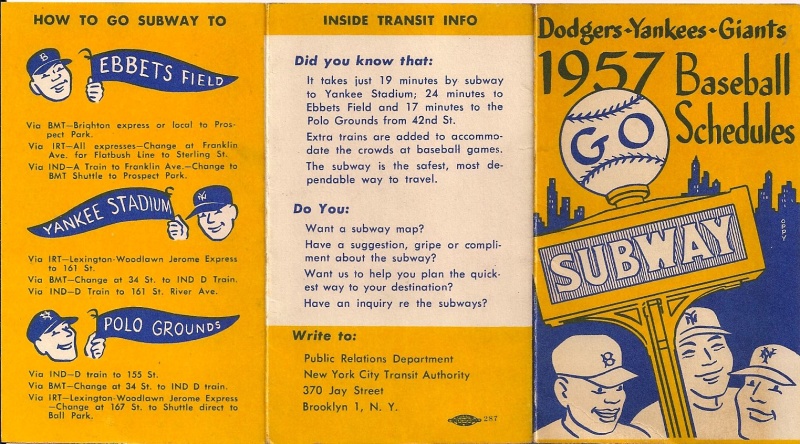 HOW TO GO SUBWAY TO
B
EBBETS FIELD
Via BMT—Brighton express or local to Pros-
pect Park.
Via IRT—All expresses—Change at Franklin
Ave. for Flatbush Line to Sterling St.
Via IND—A Train to Franklin Ave.—Change to
BMT Shuttle to Prospect Park.
YANKEE STADIUM
NY
Via IRT—Lexington-Woodlawn Jerome Express
to 161 St.
Via BMT—Change at 34 St. to IND D Train.
Via IND—D Train to 161 St. River Ave.
NY
POLO GROUNDS
Via IND—D train to 155 St.
Via BMT—Change at 34 St. to IND D train.
Via IRT—Lexington-Woodlawn Jerome Express
—Change at 167 St. to Shuttle direct to
Ball Park.
INSIDE TRANSIT INFO
Did you know that:
It takes just 19 minutes by subway
to Yankee Stadium; 24 minutes to
Ebbets Field and 17 minutes to the
Polo Grounds from 42nd St.
Extra trains are added to accommo-
date the crowds at baseball games.
The subway is the safest, most de-
pendable way to travel.
Do You:
Want a subway map?
Have a suggestion, gripe or compli-
ment about the subway?
Want us to help you plan the quick-
est way to your destination?
Have an inquiry re the subways?
Write to:
Public Relations Department
New York City Transit Authority
370 Jay Street
Brooklyn 1, N. Y.
287
Dodgers-Yankees-Giants
1957 Baseball
Schedules
GO
OPPY
SUBWAY
B
NY
NY